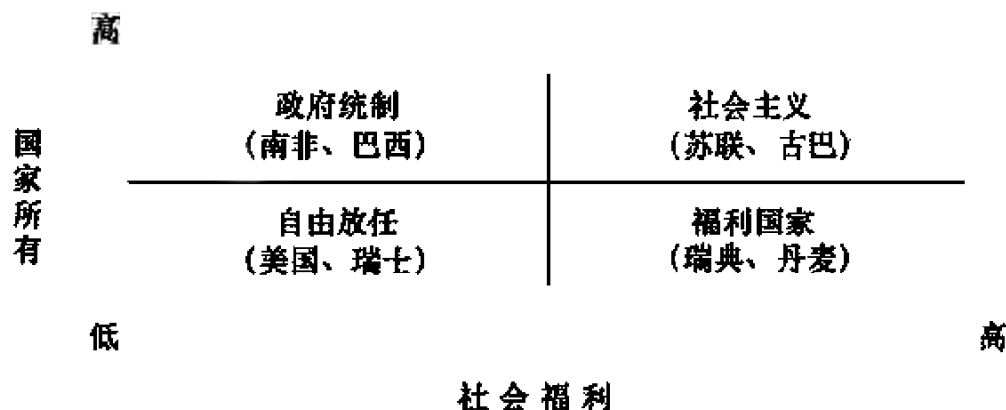 高
国家所有
政府统制
(南非、巴西)
社会主义
(苏联、古巴)
自由放任
(美国、瑞士)
福利国家
(瑞典、丹麦)
低
高
社会福利